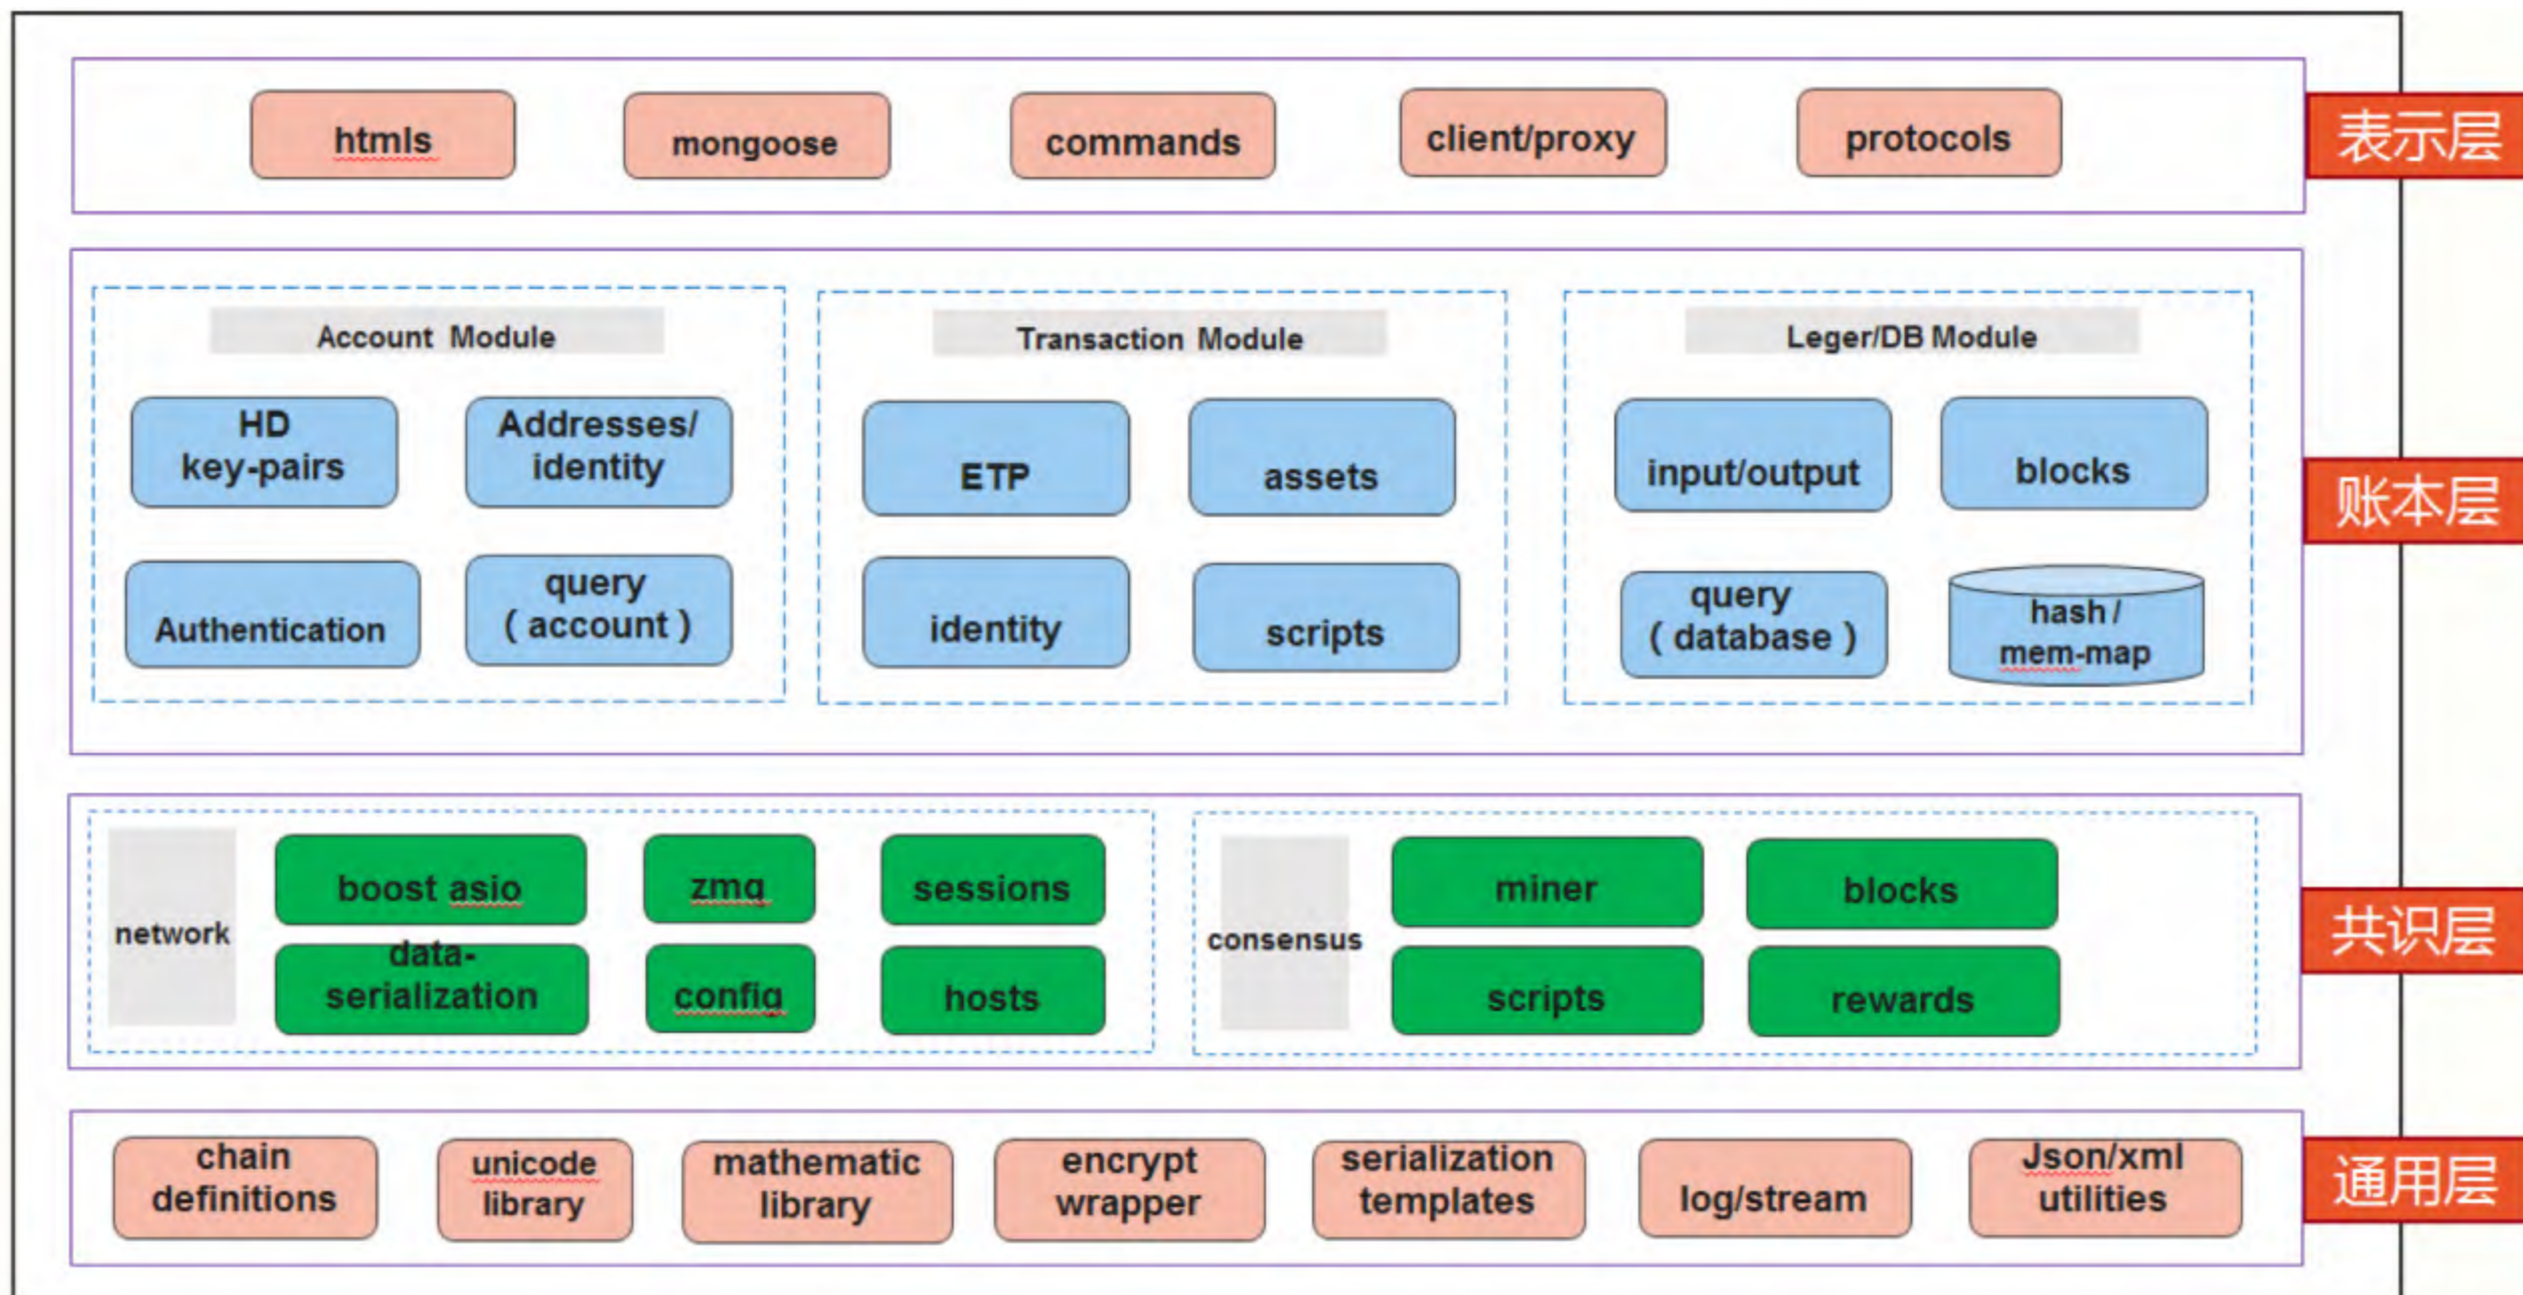 htmls
mongoose
commands
client/proxy
protocols
表示层
Account Module
HD
key-pairs
Addresses/
identity
Authentication
query
( account )
Transaction Module
ETP
assets
identity
scripts
Leger/DB Module
input/output
blocks
query
( database )
hash /
mem-map
账本层
network
boost asio
zmq
sessions
data-
serialization
config
hosts
consensus
miner
blocks
scripts
rewards
共识层
chain
definitions
unicode
library
mathematic
library
encrypt
wrapper
serialization
templates
log/stream
Json/xml
utilities
通用层